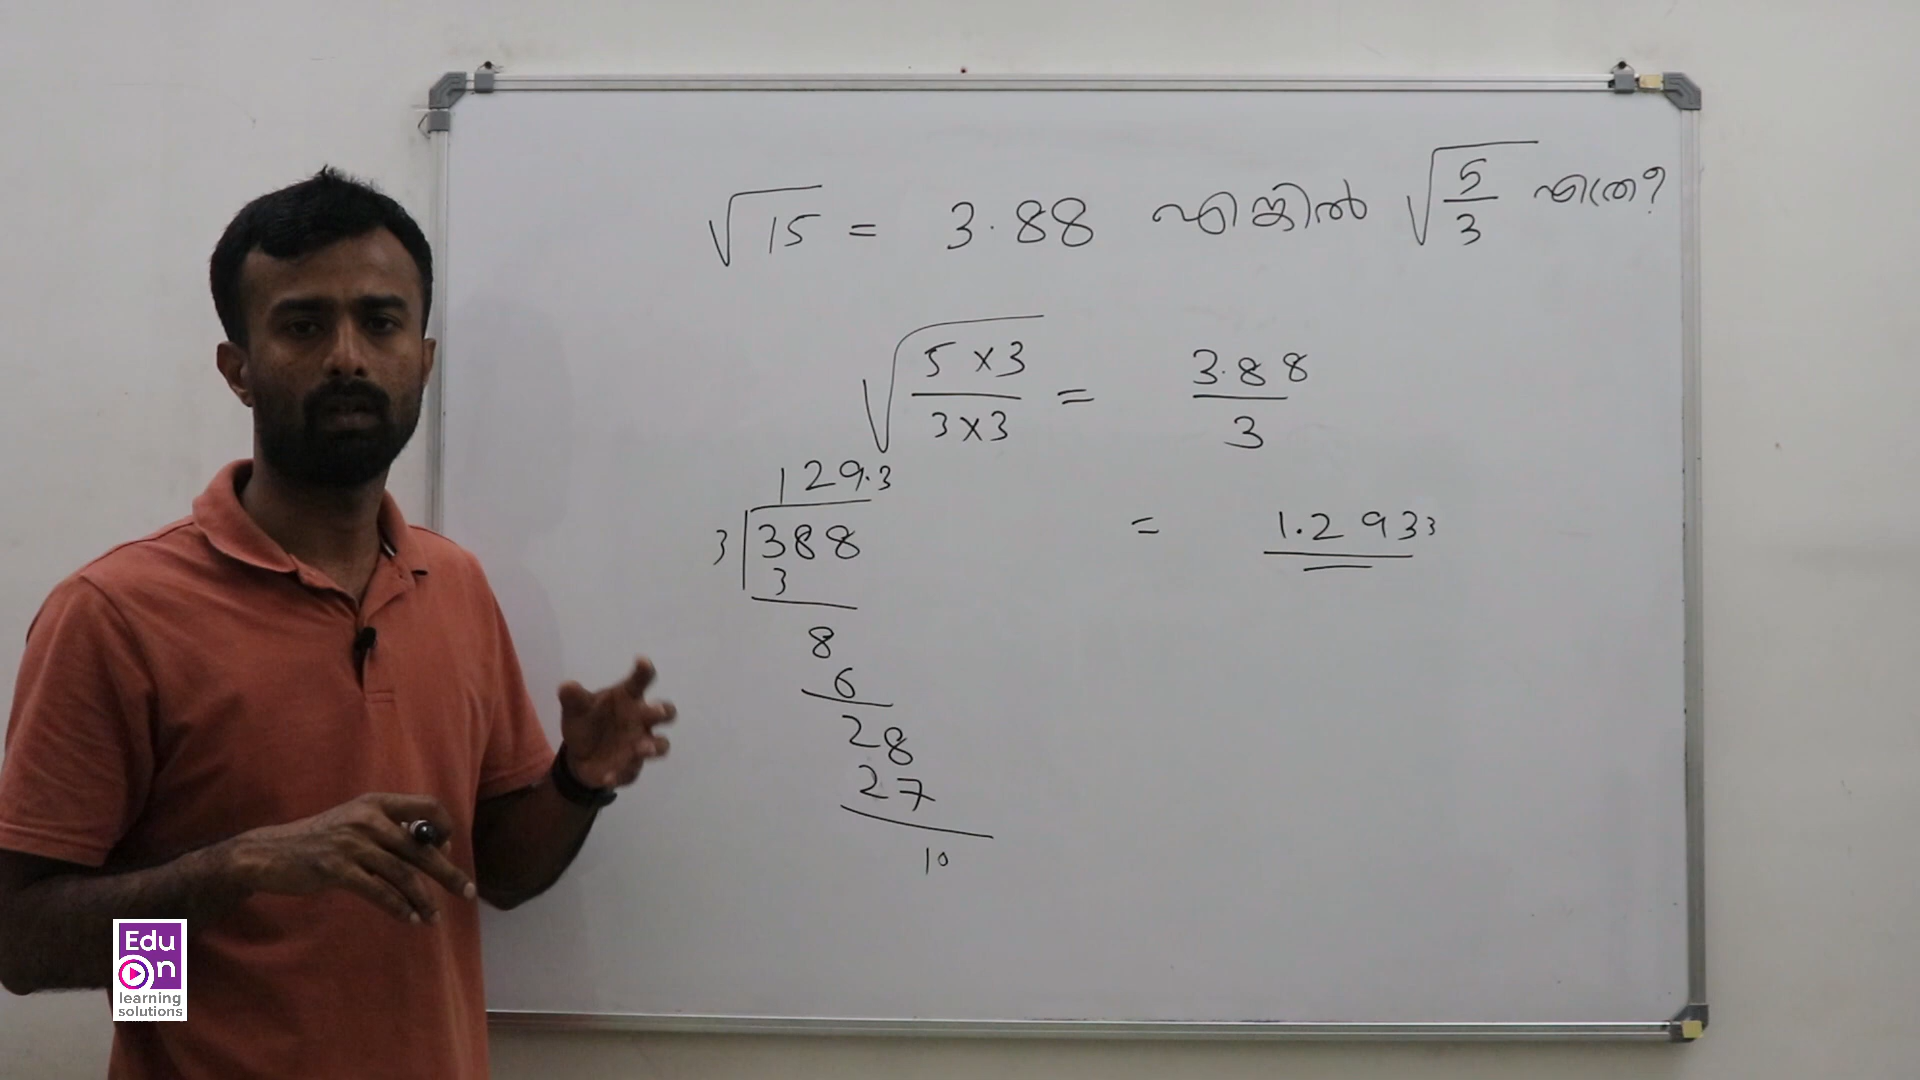 √15 = 3.88 എങ്കിൽ √5/3 എത്ര?
√5×3/3×3 = 3.88/3
129.3
3 388
3
= 1.2933
8
6
28
27
10
Edu
On
learning
solutions